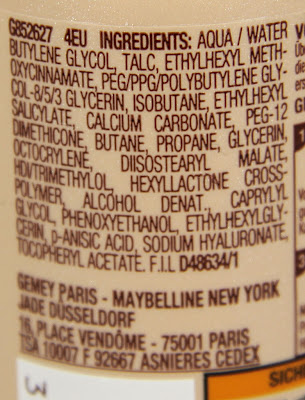 G852627 4EU INGREDIENTS: AQUA / WATER
BUTYLENE GLYCOL, TALC, ETHYLHEXYL METH-
OXYCINNAMATE, PEG/PPG/POLYBUTYLENE GLY-
COL-8/5/3 GLYCERIN, ISOBUTANE, ETHYLHEXYL
SALICYLATE, CALCIUM CARBONATE, PEG-12
DIMETHICONE, BUTANE, PROPANE, GLYCERIN,
OCTOCRYLENE, DIISOSTEARYL MALATE,
HDI/TRIMETHYLOL, HEXYLLACTONE CROSS-
POLYMER, ALCOHOL DENAT., CAPRYLYL
GLYCOL, PHENOXYETHANOL, ETHYLHEXYLGLY-
CERIN, p-ANISIC ACID, SODIUM HYALURONATE,
TOCOPHERYL ACETATE. F.I.L D48634/1
GEMEY PARIS - MAYBELLINE NEW YORK
JADE DÜSSELDORF
16, PLACE VENDÔME - 75001 PARIS
TSA 10007 F 92667 ASNIERES CEDEX
SICH